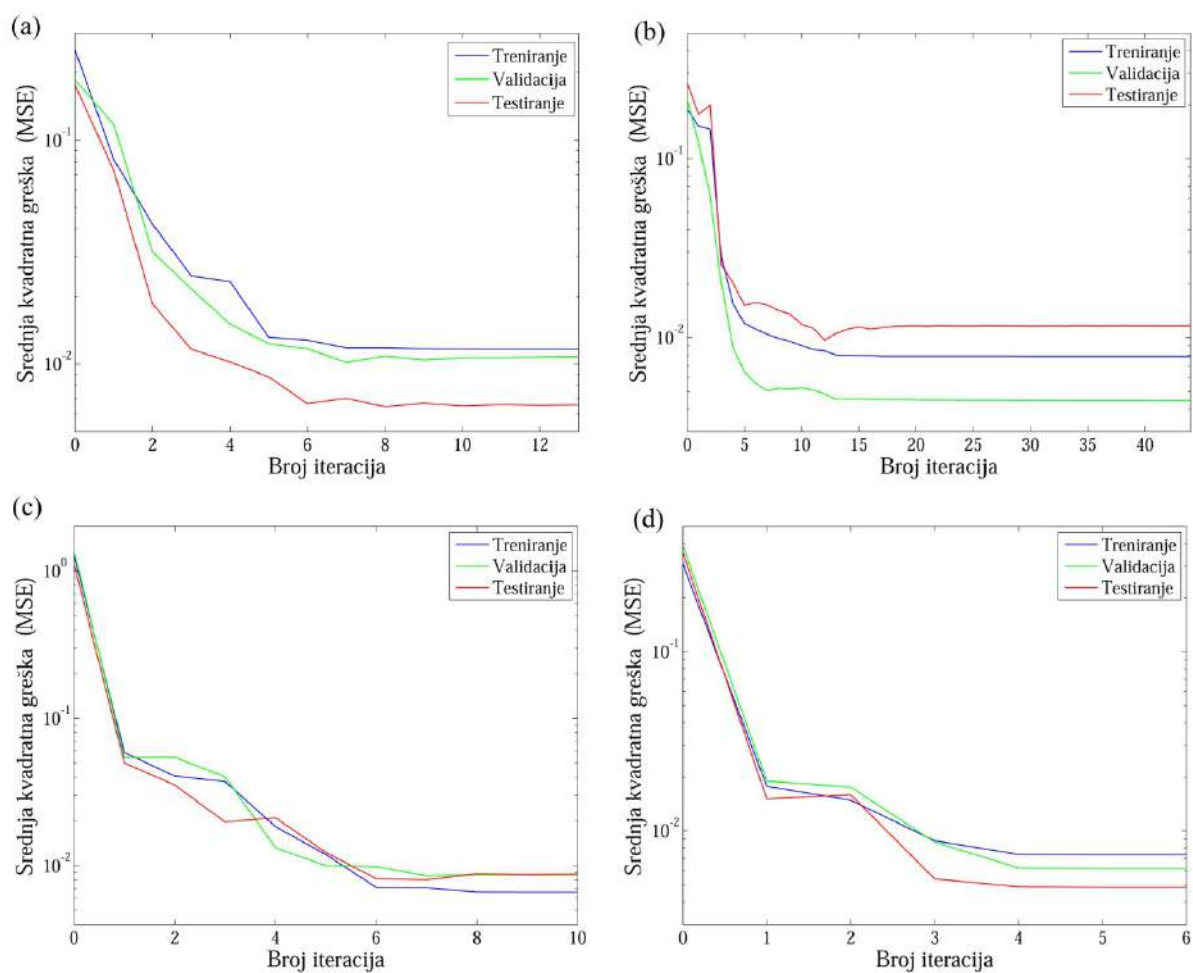 (a)
Srednja kvadratna greška (MSE)
10⁻¹
10⁻²
Treniranje
Validacija
Testiranje
0 2 4 6 8 10 12
Broj iteracija
(b)
Srednja kvadratna greška (MSE)
10⁻¹
10⁻²
Treniranje
Validacija
Testiranje
0 5 10 15 20 25 30 35 40
Broj iteracija
(c)
Srednja kvadratna greška (MSE)
10⁰
10⁻¹
10⁻²
Treniranje
Validacija
Testiranje
0 2 4 6 8 10
Broj iteracija
(d)
Srednja kvadratna greška (MSE)
10⁻¹
10⁻²
Treniranje
Validacija
Testiranje
0 1 2 3 4 5 6
Broj iteracija